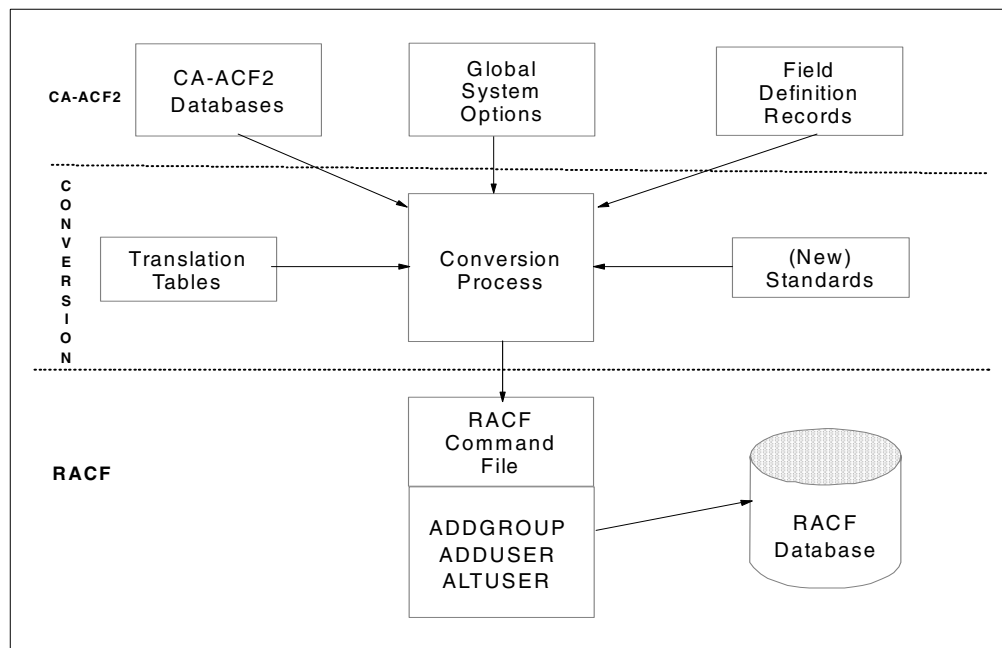 CA-ACF2
CA-ACF2
Databases
Global
System
Options
Field
Definition
Records
CONVERSION
Translation
Tables
Conversion
Process
(New)
Standards
RACF
RACF
Command
File
ADDGROUP
ADDUSER
ALTUSER
RACF
Database